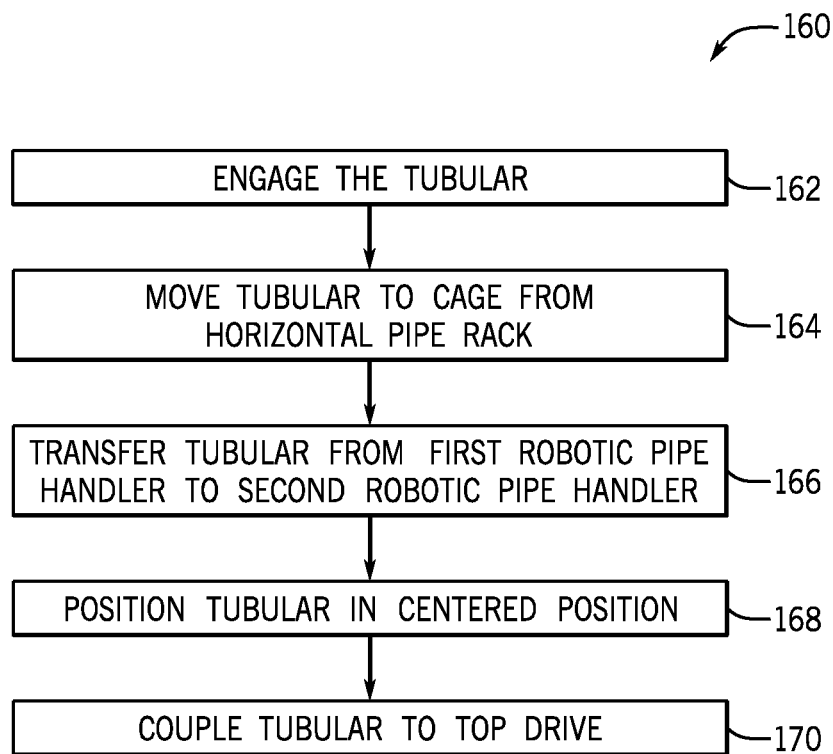 160
ENGAGE THE TUBULAR
162
MOVE TUBULAR TO CAGE FROM
HORIZONTAL PIPE RACK
164
TRANSFER TUBULAR FROM FIRST ROBOTIC PIPE
HANDLER TO SECOND ROBOTIC PIPE HANDLER
166
POSITION TUBULAR IN CENTERED POSITION
168
COUPLE TUBULAR TO TOP DRIVE
170